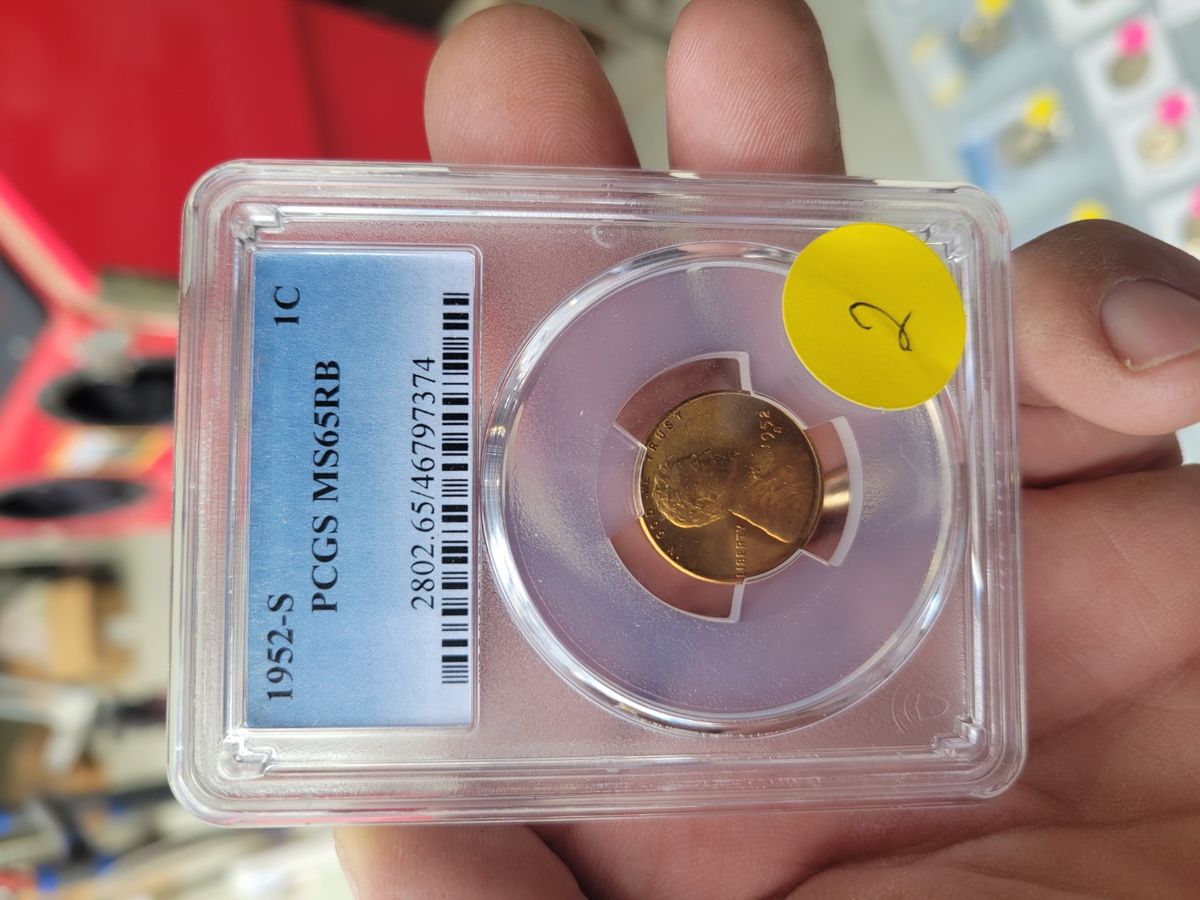 1952-S 1C
PCGS MS65RB
2802.65/46797374
2
TRUST
LIBERTY
1952
S